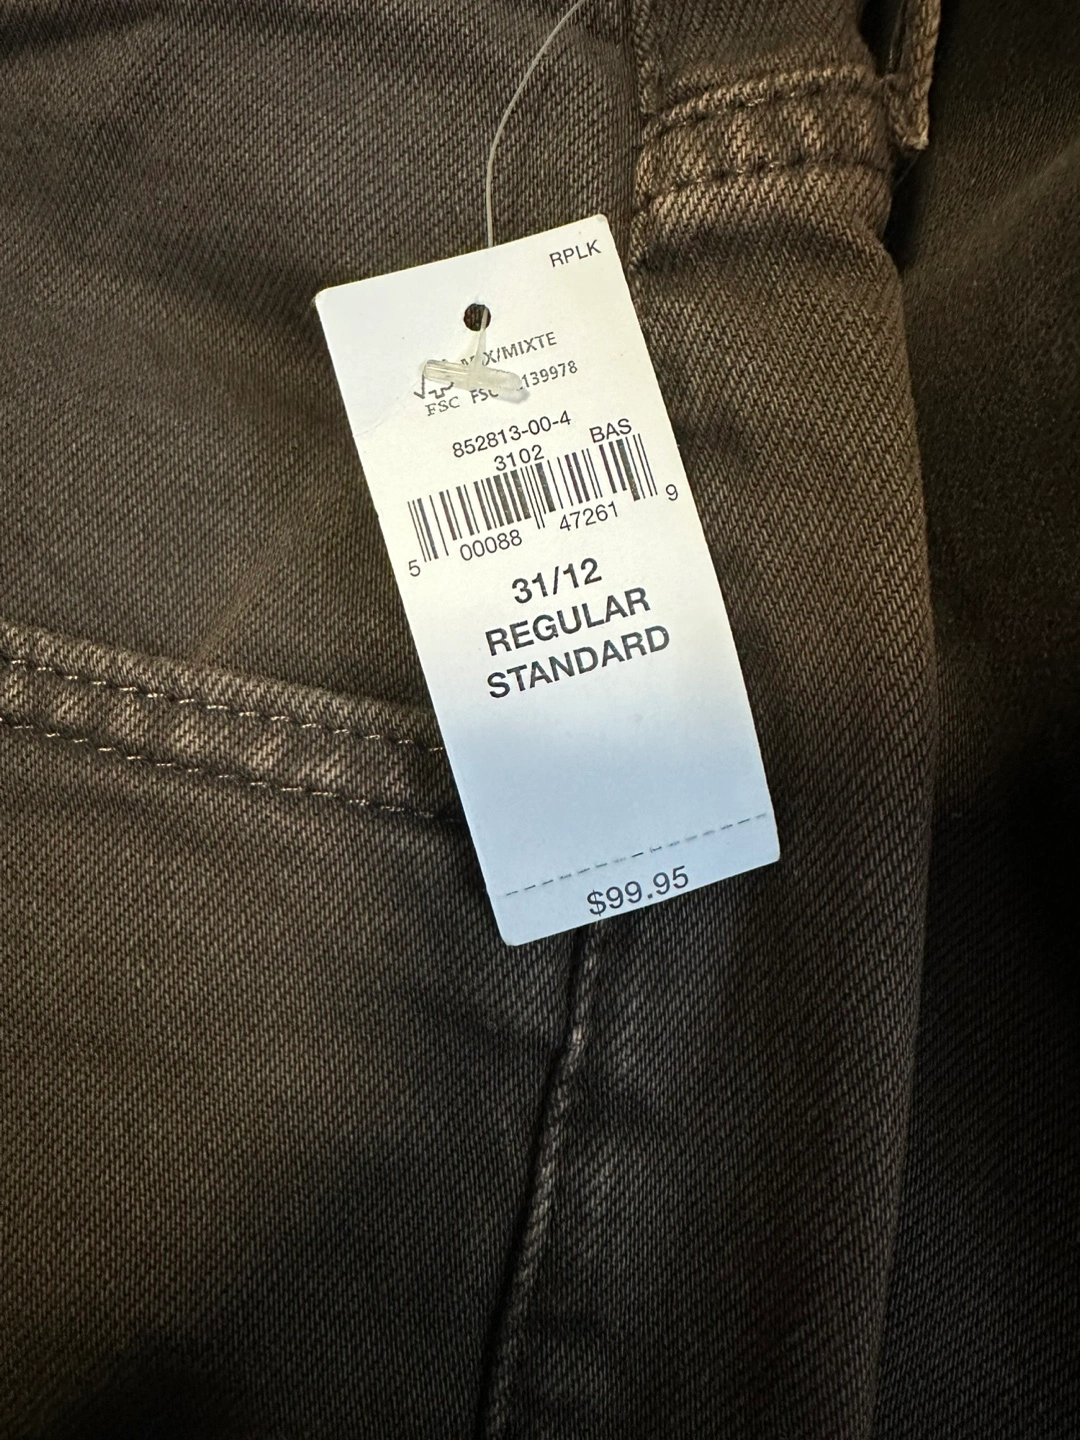 RPLK
MIX/MIXTE
FSC FSC 139978
852813-00-4
3102 BAS
5 00088 47261 9
31/12
REGULAR
STANDARD
$99.95